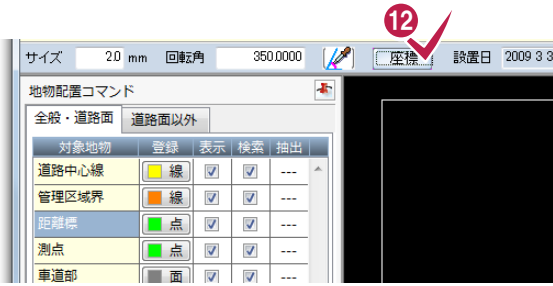 12
サイズ 2.0 mm 回転角 350.0000 座標 設置日 2009 3 3
地物配置コマンド
全般・道路面 道路面以外
対象地物 登録 表示 検索 抽出
道路中心線 線 ---
管理区域界 線 ---
距離標 点 ---
測点 点 ---
車道部 面 ---